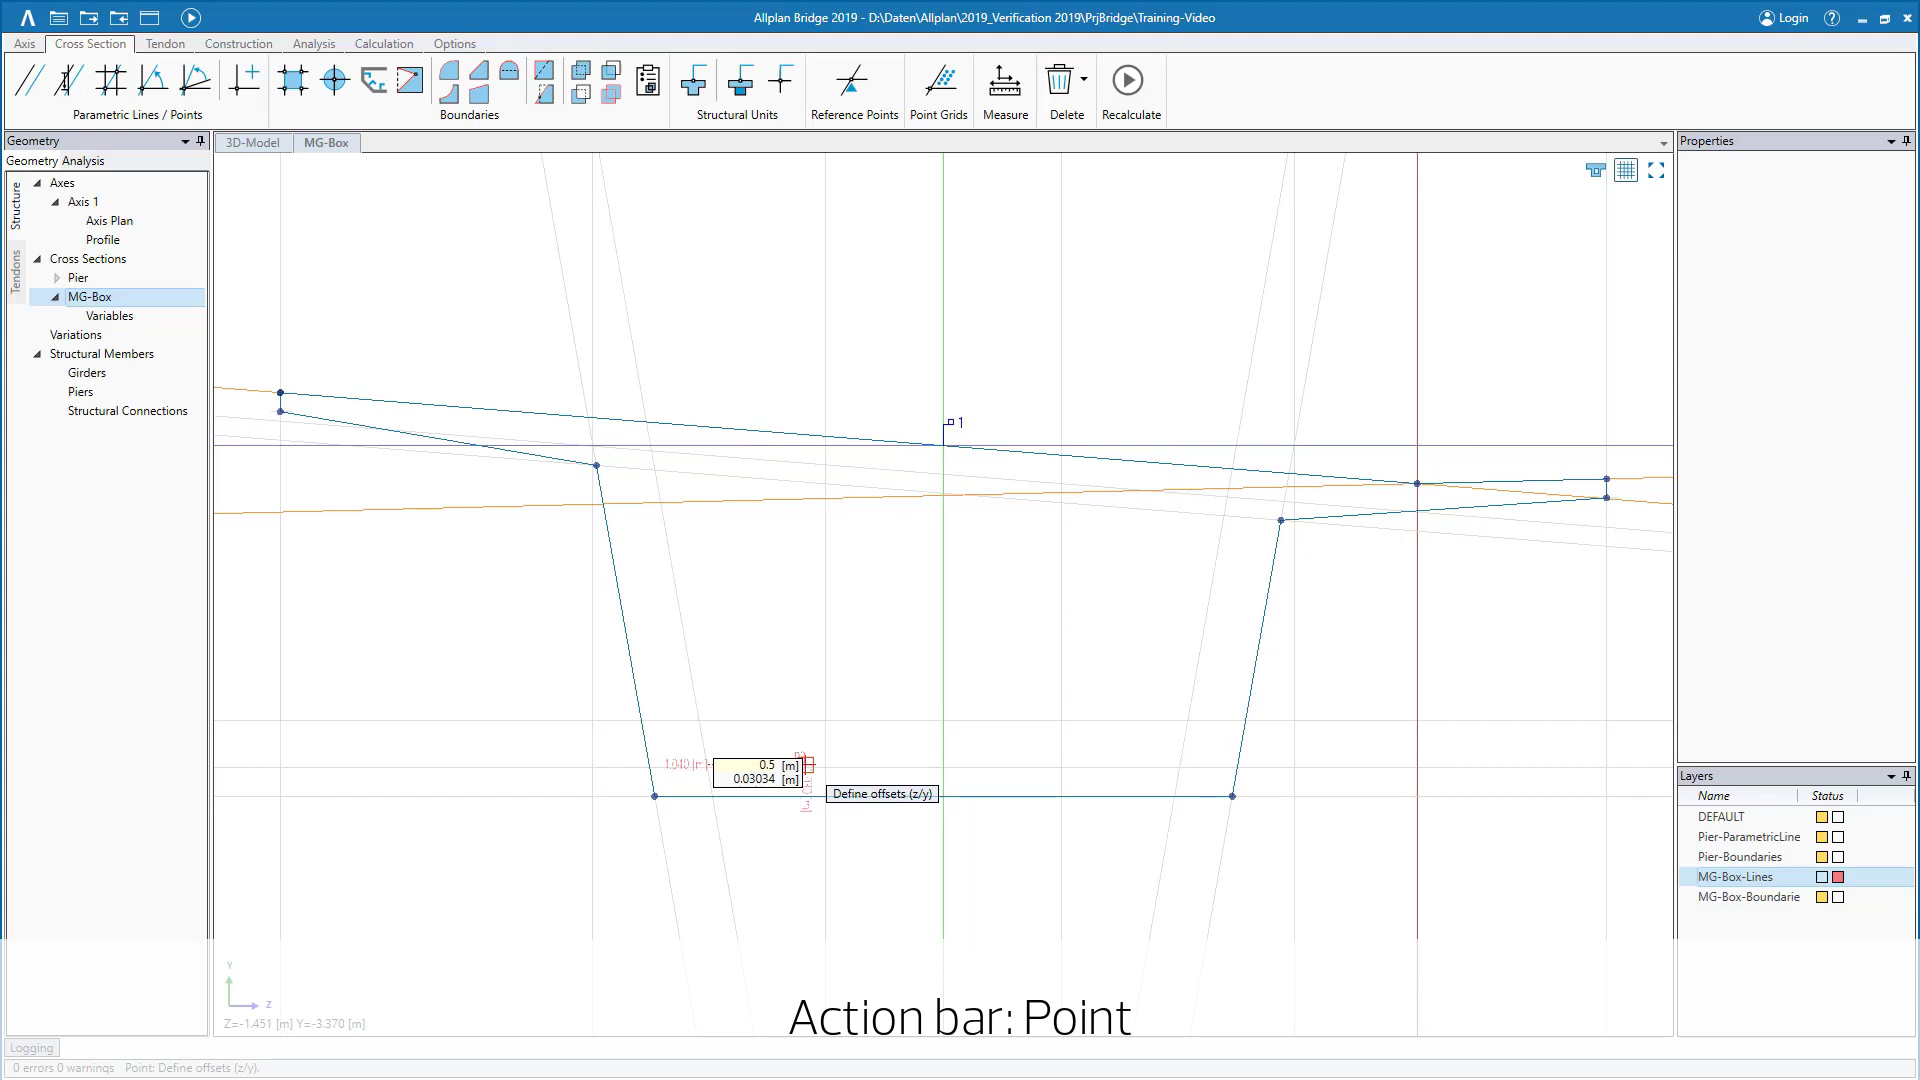 Allplan Bridge 2019 - D:\Daten\Allplan\2019_Verification 2019\PrjBridge\Training-Video
Login
Axis
Cross Section
Tendon
Construction
Analysis
Calculation
Options
Parametric Lines / Points
Boundaries
Structural Units
Reference Points
Point Grids
Measure
Delete
Recalculate
Geometry
Geometry Analysis
Structure
Tendons
Axes
Axis 1
Axis Plan
Profile
Cross Sections
Pier
MG-Box
Variables
Variations
Structural Members
Girders
Piers
Structural Connections
3D-Model
MG-Box
1
1.040 [m]
0.5 [m]
0.03034 [m]
Define offsets (z/y)
Y
Z
Z=-1.451 [m] Y=-3.370 [m]
Properties
Layers
Name Status
DEFAULT
Pier-ParametricLine
Pier-Boundaries
MG-Box-Lines
MG-Box-Boundarie
Action bar: Point
Logging
0 errors 0 warnings Point: Define offsets (z/y).